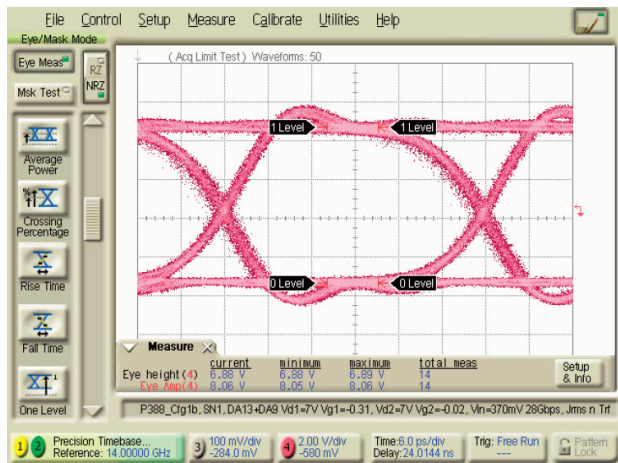 File Control Setup Measure Calibrate Utilities Help
Eye/Mask Mode
Eye Meas
RZ
NRZ
Msk Test
Average
Power
Crossing
Percentage
Rise Time
Fall Time
One Level
( Acq Limit Test ) Waveforms: 50
1 Level 1 Level
0 Level 0 Level
Measure
current minimum maximum total meas
Eye height(4) 6.88 V 6.88 V 6.89 V 14
Eye Amp(4) 8.06 V 8.05 V 8.06 V 14
Setup
& Info
P388_Cfg1b, SN1, DA13+DA9 Vd1=7V Vg1=-0.31, Vd2=7V Vg2=-0.02, Vin=370mV 28Gbps, Jrms n Trf
1 2 Precision Timebase...
Reference: 14.00000 GHz
3 100 mV/div
-284.0 mV
4 2.00 V/div
-580 mV
Time:6.0 ps/div
Delay:24.0144 ns
Trig: Free Run
---
Pattern
Lock